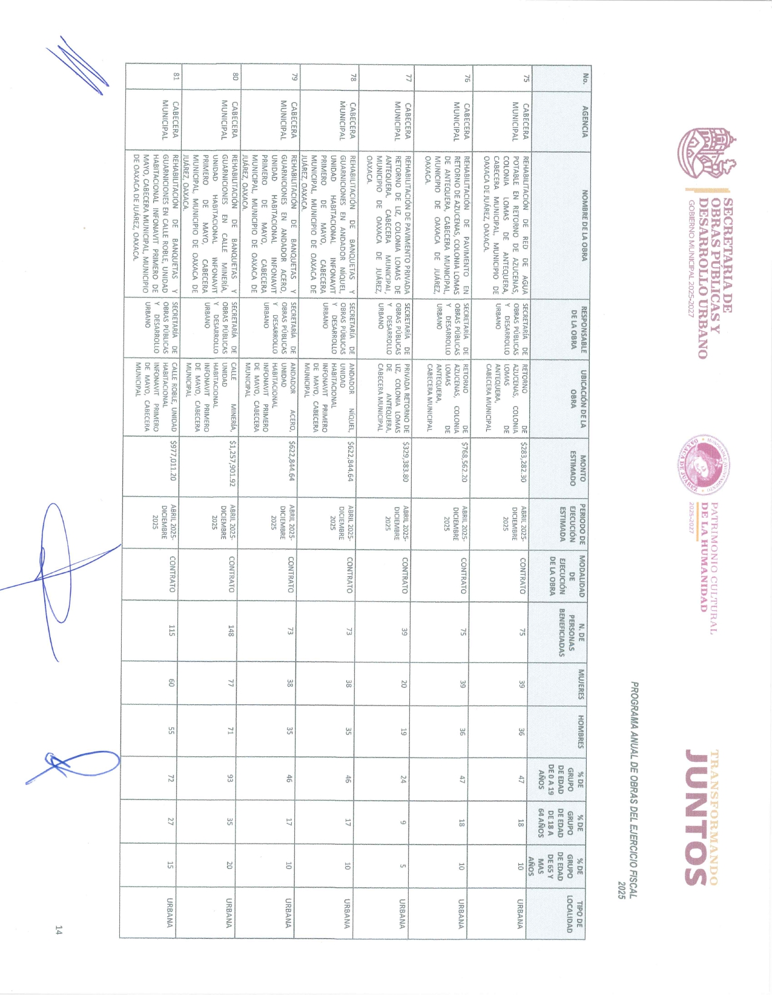 SECRETARÍA DE
OBRAS PÚBLICAS Y
DESARROLLO URBANO
GOBIERNO MUNICIPAL 2025-2027
HONORABLE AYUNTAMIENTO
OAXACA DE JUÁREZ
PATRIMONIO CULTURAL
DE LA HUMANIDAD
2025-2027
TRANSFORMANDO
JUNTOS
PROGRAMA ANUAL DE OBRAS DEL EJERCICIO FISCAL
2025
No.
AGENCIA
NOMBRE DE LA OBRA
RESPONSABLE
DE LA OBRA
UBICACIÓN DE LA
OBRA
MONTO
ESTIMADO
PERIODO DE
EJECUCIÓN
ESTIMADA
MODALIDAD
DE
EJECUCIÓN
DE LA OBRA
N. DE
PERSONAS
BENEFICIADAS
MUJERES
HOMBRES
% DE
GRUPO
DE EDAD
DE 0 A 19
AÑOS
% DE
GRUPO
DE EDAD
DE 18 A
64 AÑOS
% DE
GRUPO
DE EDAD
DE 65 Y
MAS
AÑOS
TIPO DE
LOCALIDAD
75
CABECERA
MUNICIPAL
REHABILITACIÓN DE RED DE AGUA
POTABLE EN RETORNO DE AZUCENAS,
COLONIA LOMAS DE ANTEQUERA,
CABECERA MUNICIPAL, MUNICIPIO DE
OAXACA DE JUÁREZ, OAXACA.
SECRETARÍA DE
OBRAS PÚBLICAS
Y DESARROLLO
URBANO
RETORNO DE
AZUCENAS, COLONIA
LOMAS DE
ANTEQUERA,
CABECERA MUNICIPAL
$283,282.30
ABRIL 2025-
DICIEMBRE
2025
CONTRATO
75
39
36
47
18
10
URBANA
76
CABECERA
MUNICIPAL
REHABILITACIÓN DE PAVIMENTO EN
RETORNO DE AZUCENAS, COLONIA LOMAS
DE ANTEQUERA, CABECERA MUNICIPAL,
MUNICIPIO DE OAXACA DE JUÁREZ,
OAXACA.
SECRETARÍA DE
OBRAS PÚBLICAS
Y DESARROLLO
URBANO
RETORNO DE
AZUCENAS, COLONIA
LOMAS DE
ANTEQUERA,
CABECERA MUNICIPAL
$768,562.20
ABRIL 2025-
DICIEMBRE
2025
CONTRATO
75
39
36
47
18
10
URBANA
77
CABECERA
MUNICIPAL
REHABILITACIÓN DE PAVIMENTO PRIVADA
RETORNO DE LIZ, COLONIA LOMAS DE
ANTEQUERA, CABECERA MUNICIPAL,
MUNICIPIO DE OAXACA DE JUÁREZ,
OAXACA.
SECRETARÍA DE
OBRAS PÚBLICAS
Y DESARROLLO
URBANO
PRIVADA RETORNO DE
LIZ, COLONIA LOMAS
DE ANTEQUERA,
CABECERA MUNICIPAL
$329,383.80
ABRIL 2025-
DICIEMBRE
2025
CONTRATO
39
20
19
24
9
5
URBANA
78
CABECERA
MUNICIPAL
REHABILITACIÓN DE BANQUETAS Y
GUARNICIONES EN ANDADOR NÍQUEL,
UNIDAD HABITACIONAL INFONAVIT
PRIMERO DE MAYO, CABECERA
MUNICIPAL, MUNICIPIO DE OAXACA DE
JUÁREZ, OAXACA.
SECRETARÍA DE
OBRAS PÚBLICAS
Y DESARROLLO
URBANO
ANDADOR NÍQUEL,
UNIDAD
HABITACIONAL
INFONAVIT PRIMERO
DE MAYO, CABECERA
MUNICIPAL
$622,844.64
ABRIL 2025-
DICIEMBRE
2025
CONTRATO
73
38
35
46
17
10
URBANA
79
CABECERA
MUNICIPAL
REHABILITACIÓN DE BANQUETAS Y
GUARNICIONES EN ANDADOR ACERO,
UNIDAD HABITACIONAL INFONAVIT
PRIMERO DE MAYO, CABECERA
MUNICIPAL, MUNICIPIO DE OAXACA DE
JUÁREZ, OAXACA.
SECRETARÍA DE
OBRAS PÚBLICAS
Y DESARROLLO
URBANO
ANDADOR ACERO,
UNIDAD
HABITACIONAL
INFONAVIT PRIMERO
DE MAYO, CABECERA
MUNICIPAL
$622,844.64
ABRIL 2025-
DICIEMBRE
2025
CONTRATO
73
38
35
46
17
10
URBANA
80
CABECERA
MUNICIPAL
REHABILITACIÓN DE BANQUETAS Y
GUARNICIONES EN CALLE MINERÍA,
UNIDAD HABITACIONAL INFONAVIT
PRIMERO DE MAYO, CABECERA
MUNICIPAL, MUNICIPIO DE OAXACA DE
JUÁREZ, OAXACA.
SECRETARÍA DE
OBRAS PÚBLICAS
Y DESARROLLO
URBANO
CALLE MINERÍA,
UNIDAD
HABITACIONAL
INFONAVIT PRIMERO
DE MAYO, CABECERA
MUNICIPAL
$1,257,901.92
ABRIL 2025-
DICIEMBRE
2025
CONTRATO
148
77
71
93
35
20
URBANA
81
CABECERA
MUNICIPAL
REHABILITACIÓN DE BANQUETAS Y
GUARNICIONES EN CALLE ROBLE, UNIDAD
HABITACIONAL INFONAVIT PRIMERO DE
MAYO, CABECERA MUNICIPAL, MUNICIPIO
DE OAXACA DE JUÁREZ, OAXACA.
SECRETARÍA DE
OBRAS PÚBLICAS
Y DESARROLLO
URBANO
CALLE ROBLE, UNIDAD
HABITACIONAL
INFONAVIT PRIMERO
DE MAYO, CABECERA
MUNICIPAL
$977,011.20
ABRIL 2025-
DICIEMBRE
2025
CONTRATO
115
60
55
72
27
15
URBANA
14